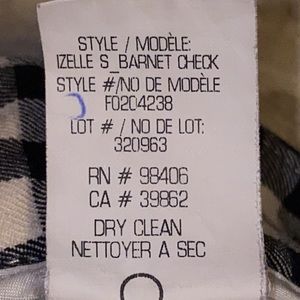 STYLE / MODÈLE:
IZELLE S_BARNET CHECK
STYLE #/NO DE MODÈLE
F0204238
LOT # / NO DE LOT:
320963
RN # 98406
CA # 39862
DRY CLEAN
NETTOYER A SEC